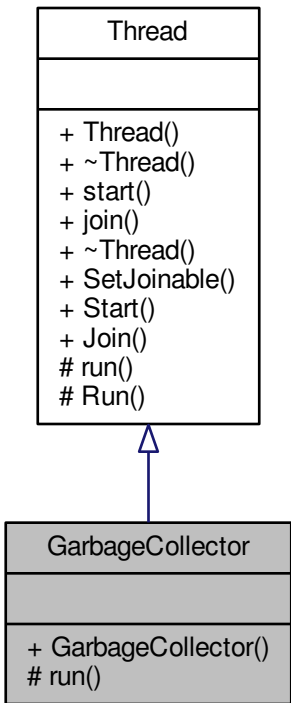 Thread
+ Thread()
+ ~Thread()
+ start()
+ join()
+ ~Thread()
+ SetJoinable()
+ Start()
+ Join()
# run()
# Run()
GarbageCollector
+ GarbageCollector()
# run()